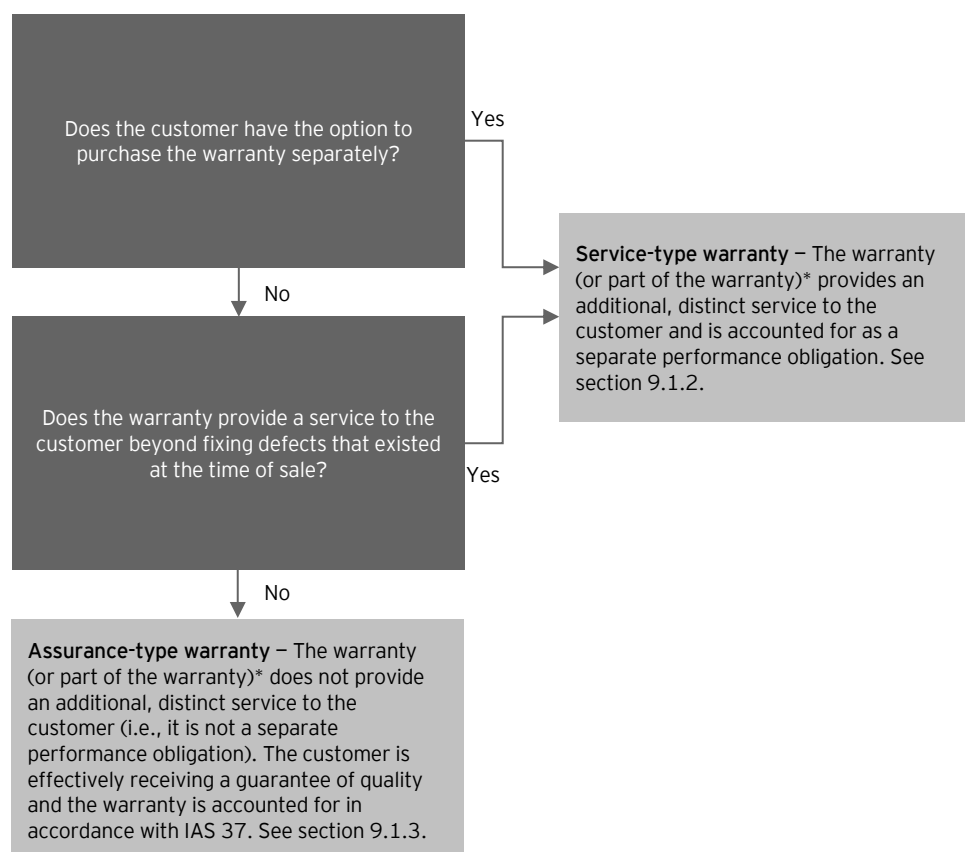 Does the customer have the option to
purchase the warranty separately?
Yes
No
Service-type warranty – The warranty
(or part of the warranty)* provides an
additional, distinct service to the
customer and is accounted for as a
separate performance obligation. See
section 9.1.2.
Does the warranty provide a service to the
customer beyond fixing defects that existed
at the time of sale?
Yes
No
Assurance-type warranty – The warranty
(or part of the warranty)* does not provide
an additional, distinct service to the
customer (i.e., it is not a separate
performance obligation). The customer is
effectively receiving a guarantee of quality
and the warranty is accounted for in
accordance with IAS 37. See section 9.1.3.